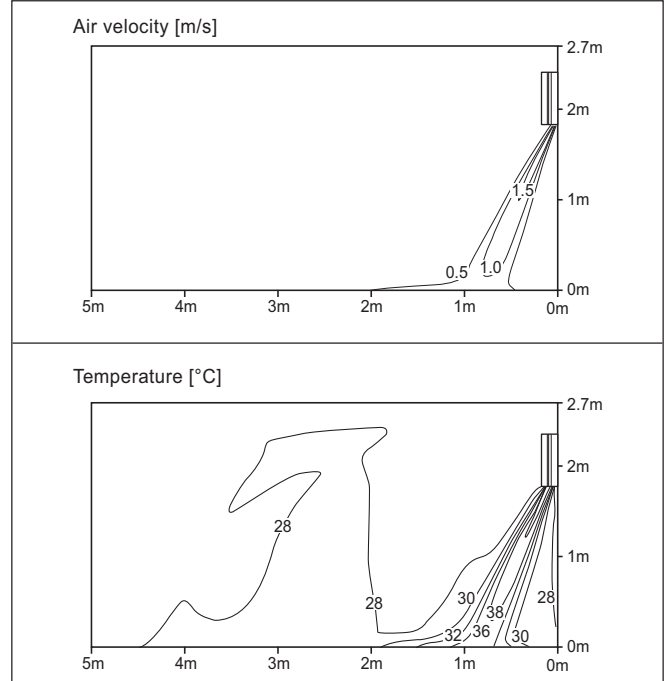 Air velocity [m/s]
2.7m
2m
1.5
1m
0.5
1.0
0m
5m 4m 3m 2m 1m 0m
Temperature [°C]
2.7m
2m
28
1m
28 30 38 28
32 36 30
0m
5m 4m 3m 2m 1m 0m